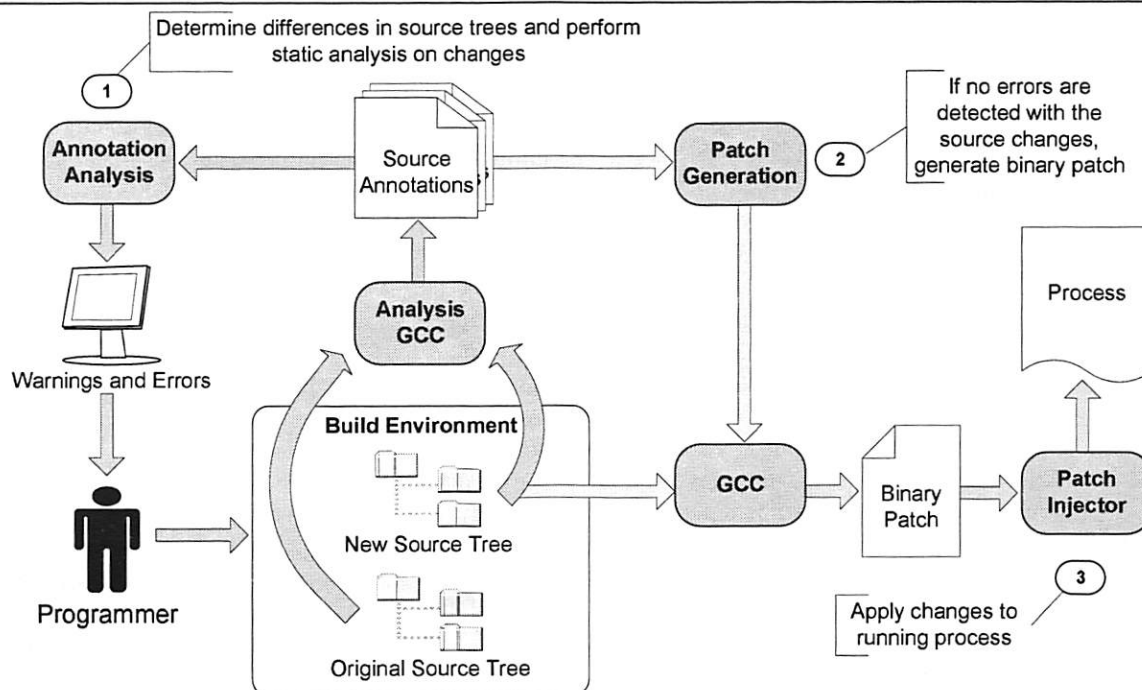 Determine differences in source trees and perform
static analysis on changes
1
Annotation
Analysis
Source
Annotations
s
Patch
Generation
2
If no errors are
detected with the
source changes,
generate binary patch
Analysis
GCC
Process
Warnings and Errors
Build Environment
New Source Tree
GCC
Binary
Patch
Patch
Injector
Programmer
Original Source Tree
3
Apply changes to
running process